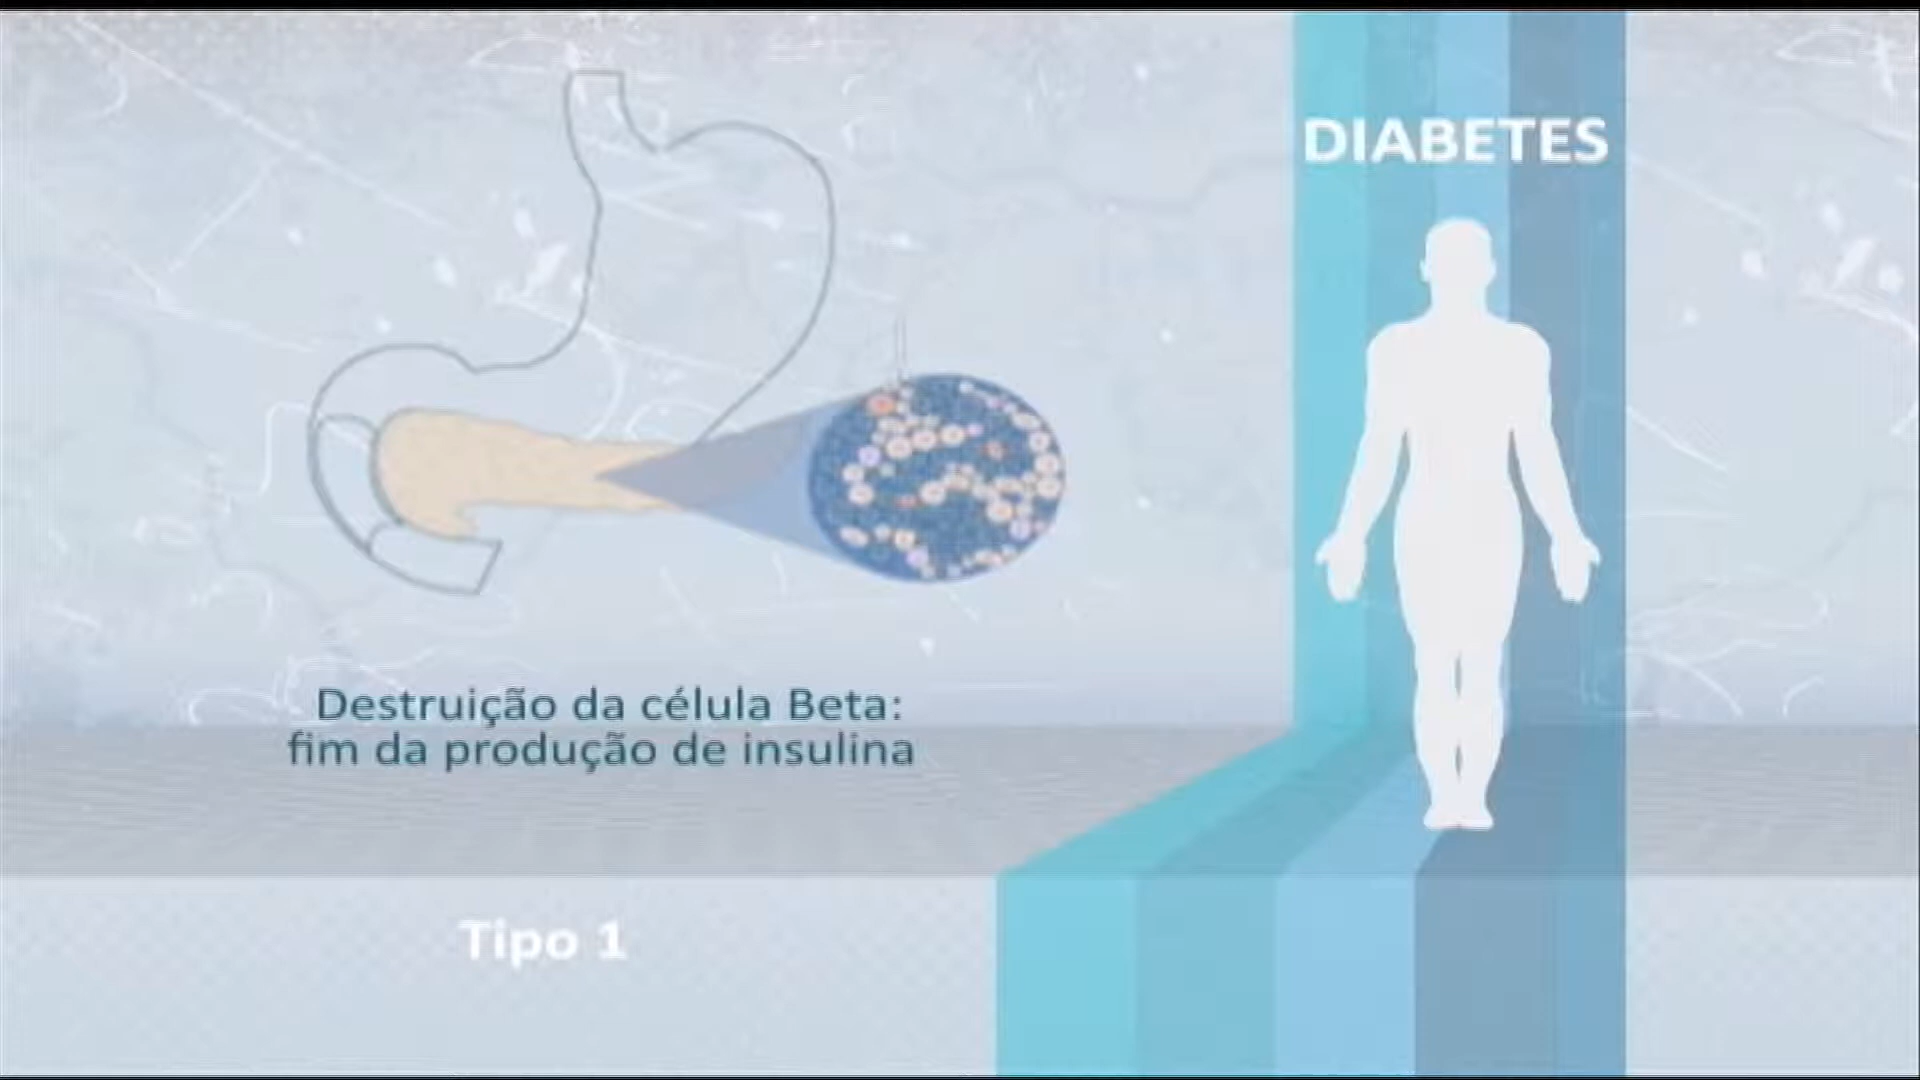 DIABETES
Destruição da célula Beta:
fim da produção de insulina
Tipo 1